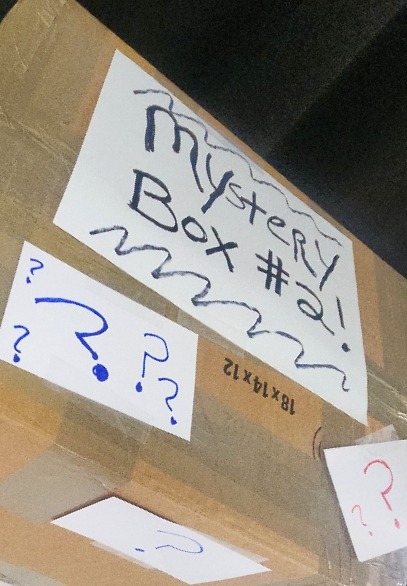 Mystery
Box #2!
? ? ? ? ?
18x14x12
? ?
?